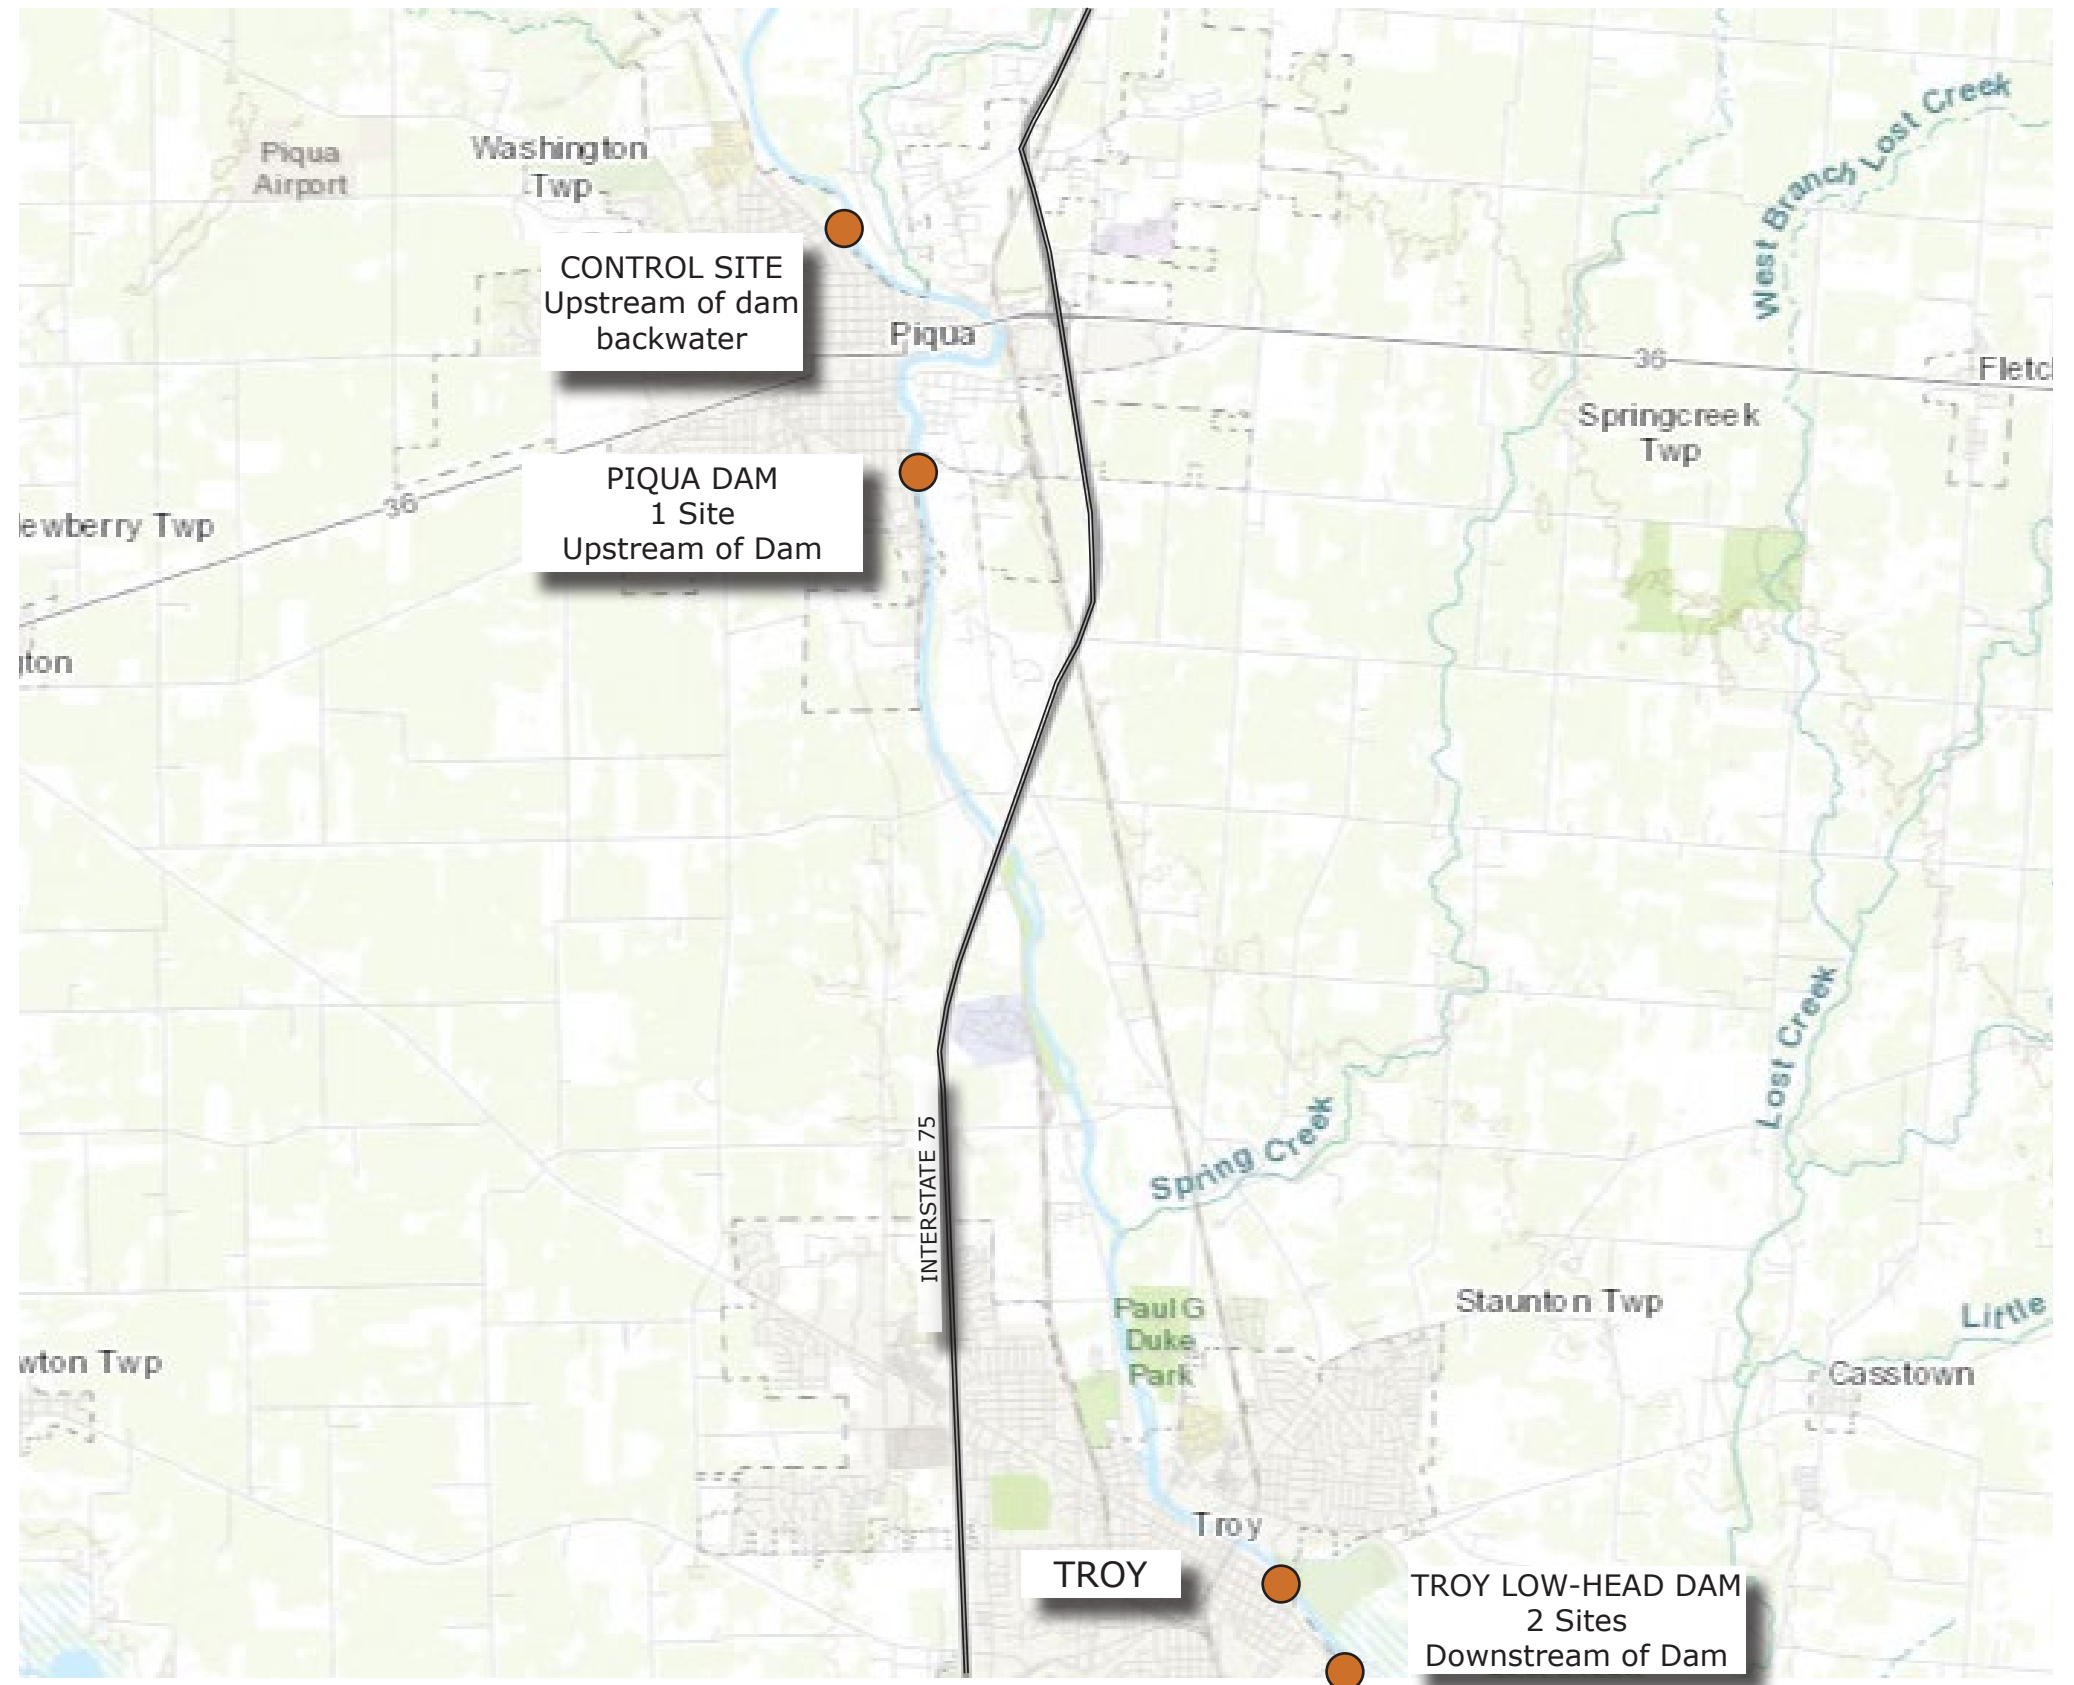 West Branch Lost Creek
Piqua
Airport
Washington
Twp
CONTROL SITE
Upstream of dam
backwater
Piqua
36
Fletc
Springcreek
Twp
PIQUA DAM
1 Site
Upstream of Dam
36
ewberry Twp
gton
Lost Creek
Spring Creek
INTERSTATE 75
Paul G
Duke
Park
Staunton Twp
Little
wton Twp
Casstown
Troy
TROY
TROY LOW-HEAD DAM
2 Sites
Downstream of Dam